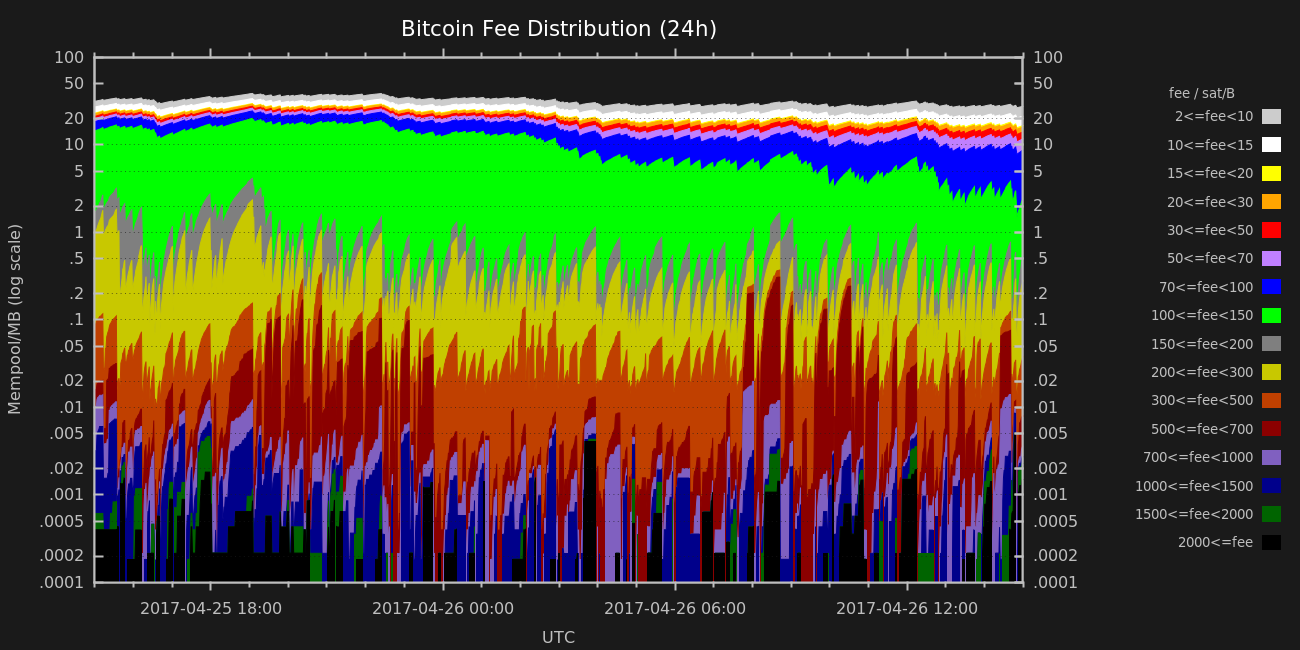 Bitcoin Fee Distribution (24h)
100
50
20
10
5
2
1
.5
.2
.1
.05
.02
.01
.005
.002
.001
.0005
.0002
.0001
Mempool/MB (log scale)
100
50
20
10
5
2
1
.5
.2
.1
.05
.02
.01
.005
.002
.001
.0005
.0002
.0001
2017-04-25 18:00
2017-04-26 00:00
2017-04-26 06:00
2017-04-26 12:00
UTC
fee / sat/B
2<=fee<10
10<=fee<15
15<=fee<20
20<=fee<30
30<=fee<50
50<=fee<70
70<=fee<100
100<=fee<150
150<=fee<200
200<=fee<300
300<=fee<500
500<=fee<700
700<=fee<1000
1000<=fee<1500
1500<=fee<2000
2000<=fee